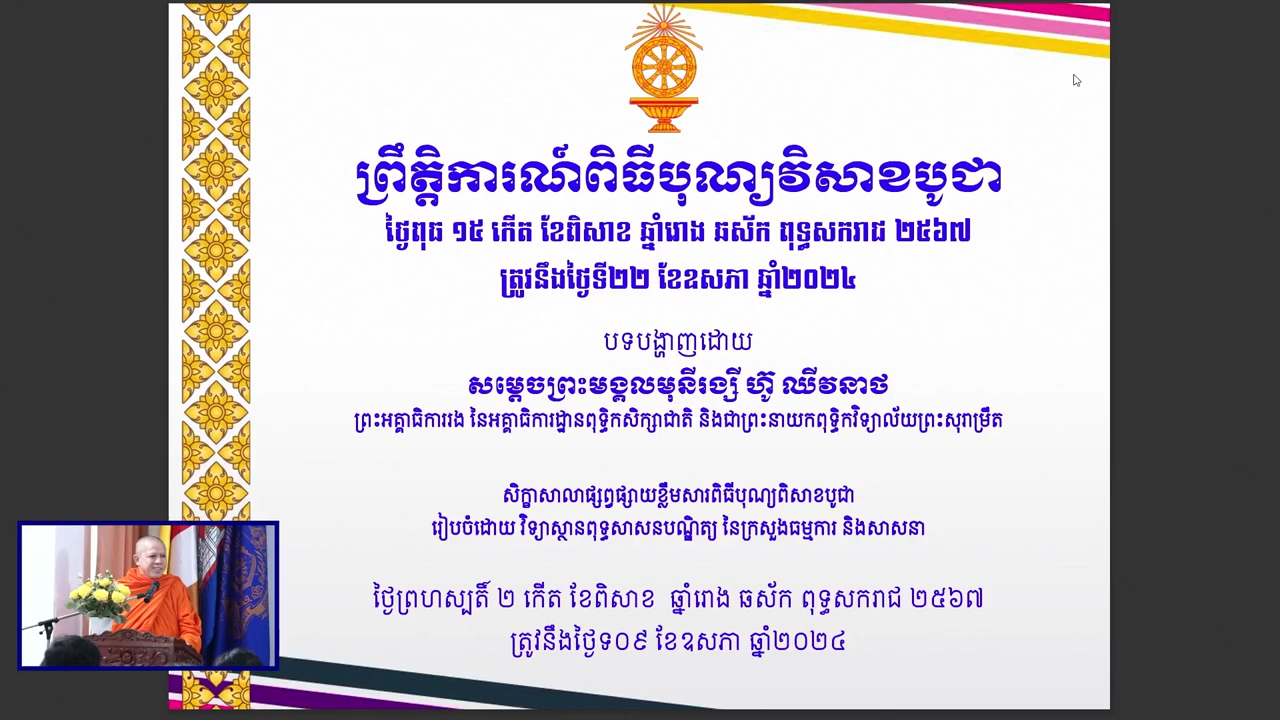 ព្រឹត្តិការណ៍ពិធីបុណ្យវិសាខបូជា
ថ្ងៃពុធ ១៥ កើត ខែពិសាខ ឆ្នាំរោង ឆស័ក ពុទ្ធសករាជ ២៥៦៧
ត្រូវនឹងថ្ងៃទី២២ ខែឧសភា ឆ្នាំ២០២៤
បទបង្ហាញដោយ
សម្តេចព្រះមង្គលមុនីរង្សី ហ៊ូ ឈីវនាថ
ព្រះអគ្គាធិការរង នៃអគ្គាធិការដ្ឋានពុទ្ធិកសិក្សាជាតិ និងជាព្រះនាយកពុទ្ធិកវិទ្យាល័យព្រះសុរាម្រឹត
សិក្ខាសាលាផ្សព្វផ្សាយខ្លឹមសារពិធីបុណ្យពិសាខបូជា
រៀបចំដោយ វិទ្យាស្ថានពុទ្ធសាសនបណ្ឌិត្យ នៃក្រសួងធម្មការ និងសាសនា
ថ្ងៃព្រហស្បតិ៍ ២ កើត ខែពិសាខ ឆ្នាំរោង ឆស័ក ពុទ្ធសករាជ ២៥៦៧
ត្រូវនឹងថ្ងៃទ០៩ ខែឧសភា ឆ្នាំ២០២៤